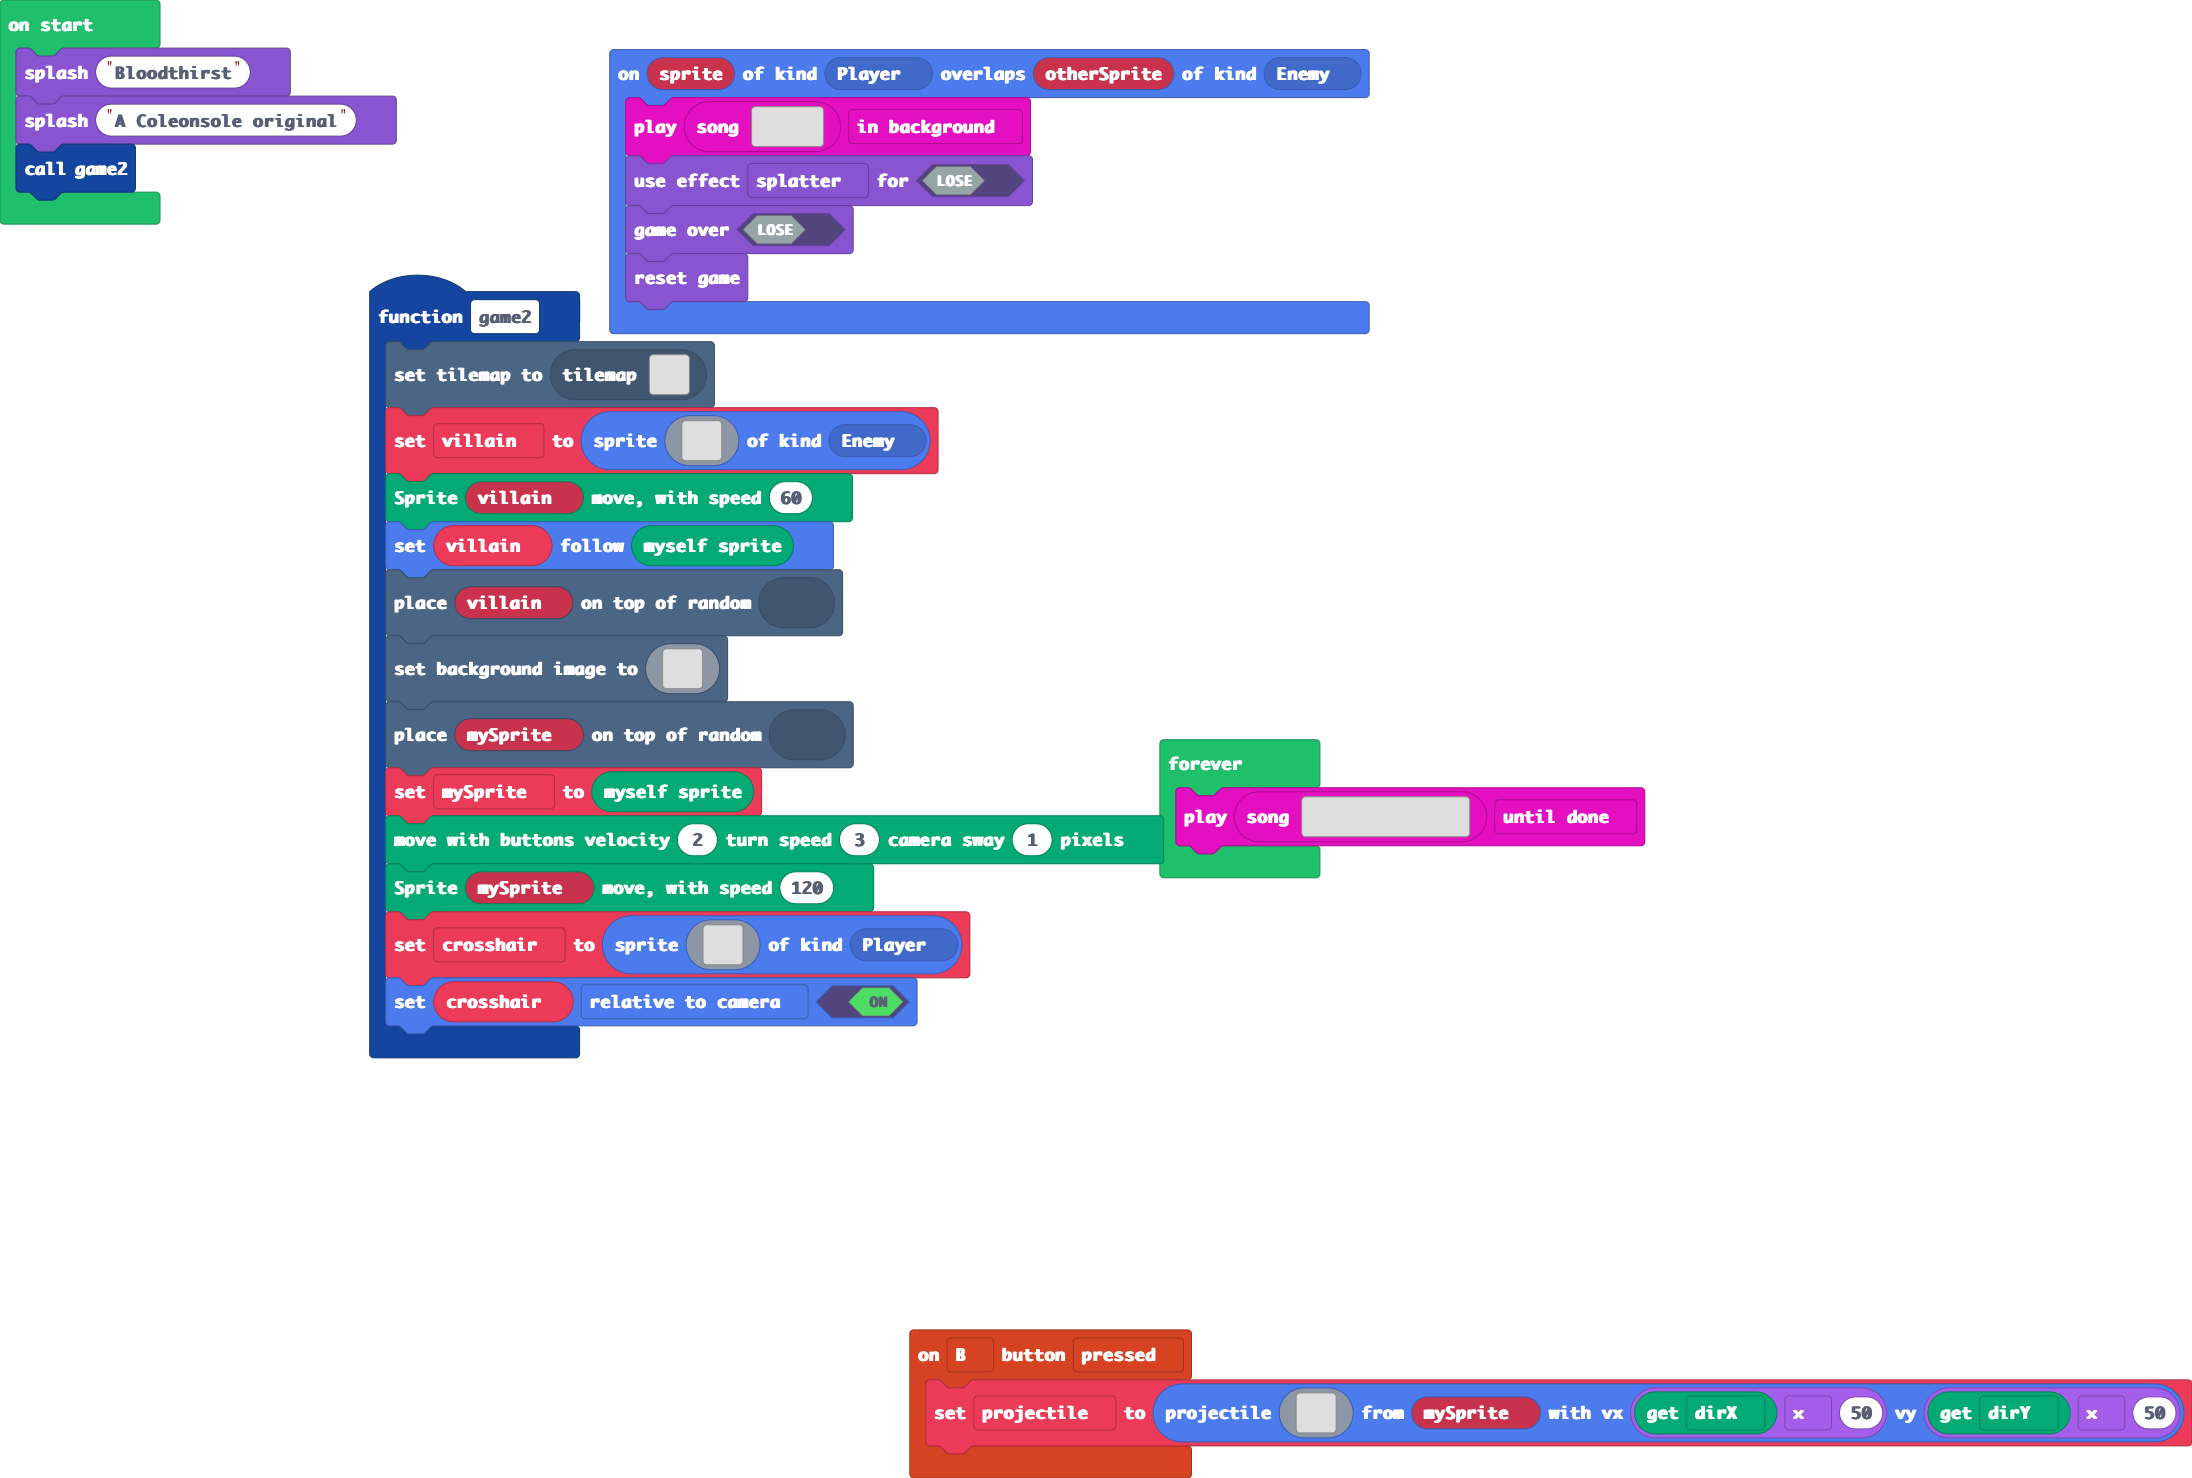 on start
splash "Bloodthirst"
splash "A Coleonsole original"
call game2
on sprite of kind Player overlaps otherSprite of kind Enemy
play song in background
use effect splatter for LOSE
game over LOSE
reset game
function game2
set tilemap to tilemap
set villain to sprite of kind Enemy
Sprite villain move, with speed 60
set villain follow myself sprite
place villain on top of random
set background image to
place mySprite on top of random
set mySprite to myself sprite
move with buttons velocity 2 turn speed 3 camera sway 1 pixels
Sprite mySprite move, with speed 120
set crosshair to sprite of kind Player
set crosshair relative to camera ON
forever
play song until done
on B button pressed
set projectile to projectile from mySprite with vx get dirX x 50 vy get dirY x 50